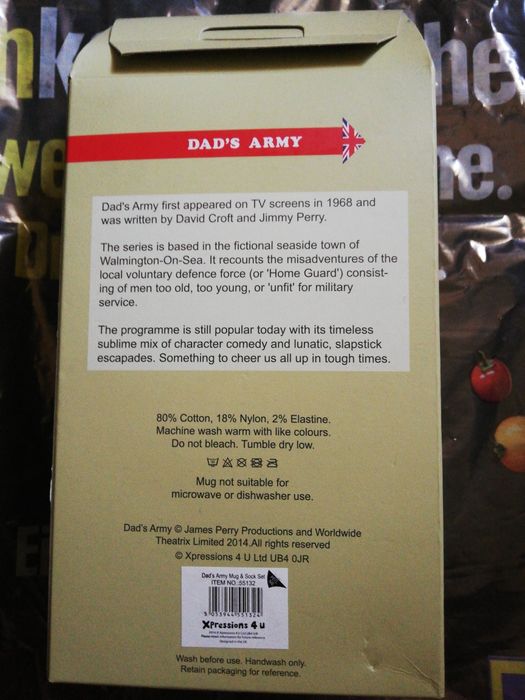 DAD'S ARMY
Dad's Army first appeared on TV screens in 1968 and
was written by David Croft and Jimmy Perry.
The series is based in the fictional seaside town of
Walmington-On-Sea. It recounts the misadventures of the
local voluntary defence force (or 'Home Guard') consist-
ing of men too old, too young, or 'unfit' for military
service.
The programme is still popular today with its timeless
sublime mix of character comedy and lunatic, slapstick
escapades. Something to cheer us all up in tough times.
80% Cotton, 18% Nylon, 2% Elastine.
Machine wash warm with like colours.
Do not bleach. Tumble dry low.
Mug not suitable for
microwave or dishwasher use.
Dad's Army © James Perry Productions and Worldwide
Theatrix Limited 2014.All rights reserved
© Xpressions 4 U Ltd UB4 0JR
Dad's Army Mug & Sock Set
ITEM NO.:55132
5 053944 551324
Xpressions 4 U
Wash before use. Handwash only.
Retain packaging for reference.